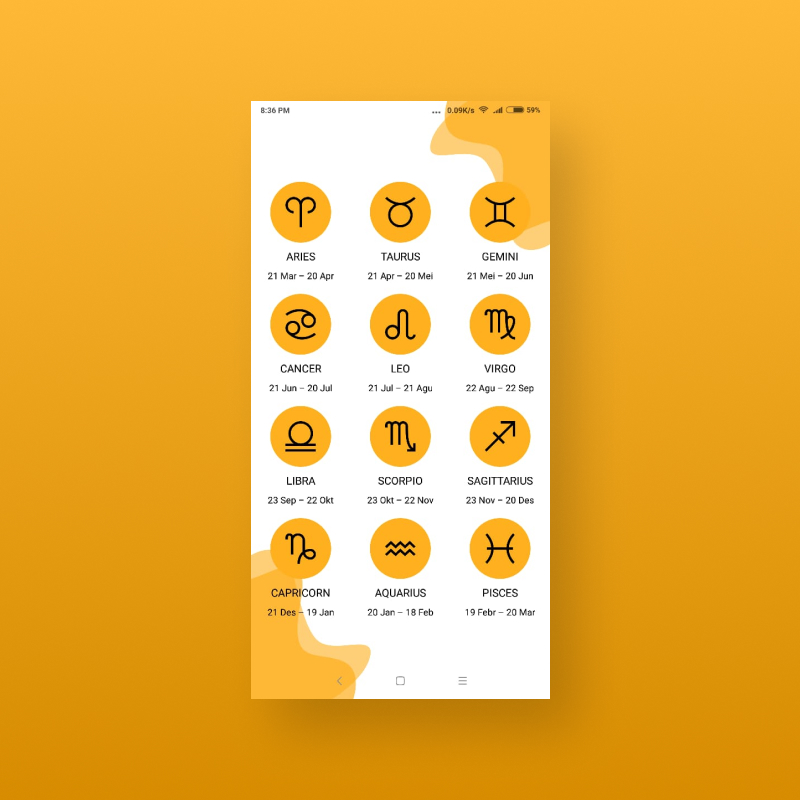 8:36 PM ... 0.09K/s 59%
ARIES TAURUS GEMINI
21 Mar – 20 Apr 21 Apr – 20 Mei 21 Mei – 20 Jun
CANCER LEO VIRGO
21 Jun – 20 Jul 21 Jul – 21 Agu 22 Agu – 22 Sep
LIBRA SCORPIO SAGITTARIUS
23 Sep – 22 Okt 23 Okt – 22 Nov 23 Nov – 20 Des
CAPRICORN AQUARIUS PISCES
21 Des – 19 Jan 20 Jan – 18 Feb 19 Febr – 20 Mar